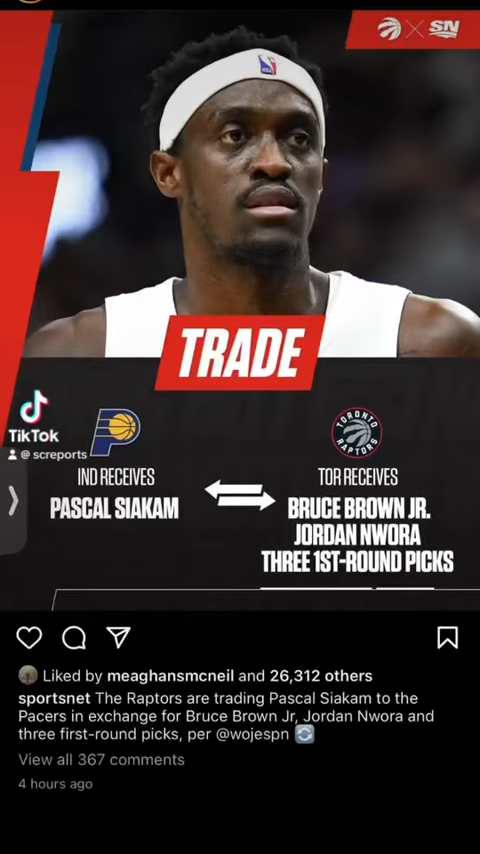 SN
TRADE
TORONTO
RAPTORS
TikTok
@ screports
IND RECEIVES
TOR RECEIVES
PASCAL SIAKAM
BRUCE BROWN JR.
JORDAN NWORA
THREE 1ST-ROUND PICKS
Liked by meaghansmcneil and 26,312 others
sportsnet The Raptors are trading Pascal Siakam to the
Pacers in exchange for Bruce Brown Jr, Jordan Nwora and
three first-round picks, per @wojespn
View all 367 comments
4 hours ago